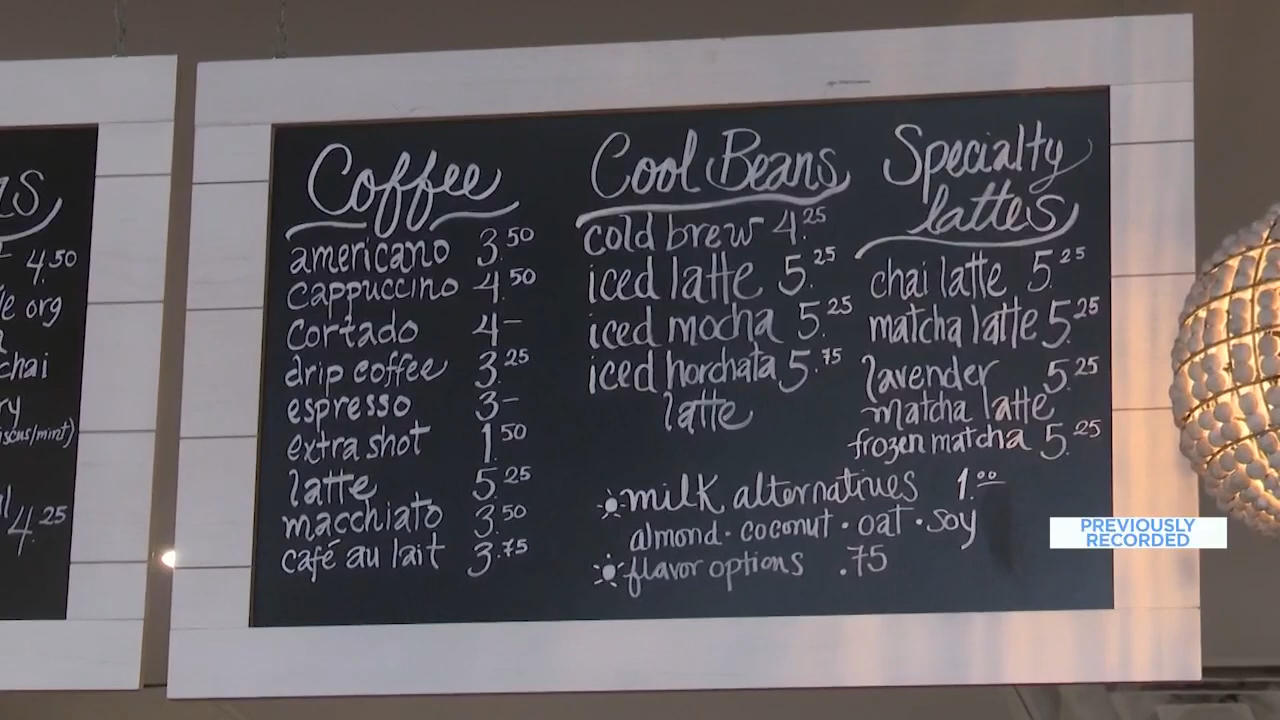 4.50
org
chai
4.25
Coffee
americano 3.50
cappuccino 4.50
cortado 4–
drip coffee 3.25
espresso 3–
extra shot 1.50
latte 5.25
macchiato 3.50
café au lait 3.75
Cool Beans
cold brew 4.25
iced latte 5.25
iced mocha 5.25
iced horchata 5.75
latte
Specialty
lattes
chai latte 5.25
matcha latte 5.25
lavender 5.25
matcha latte
frozen matcha 5.25
milk alternatives 1.00
almond · coconut · oat · soy
flavor options .75
PREVIOUSLY
RECORDED